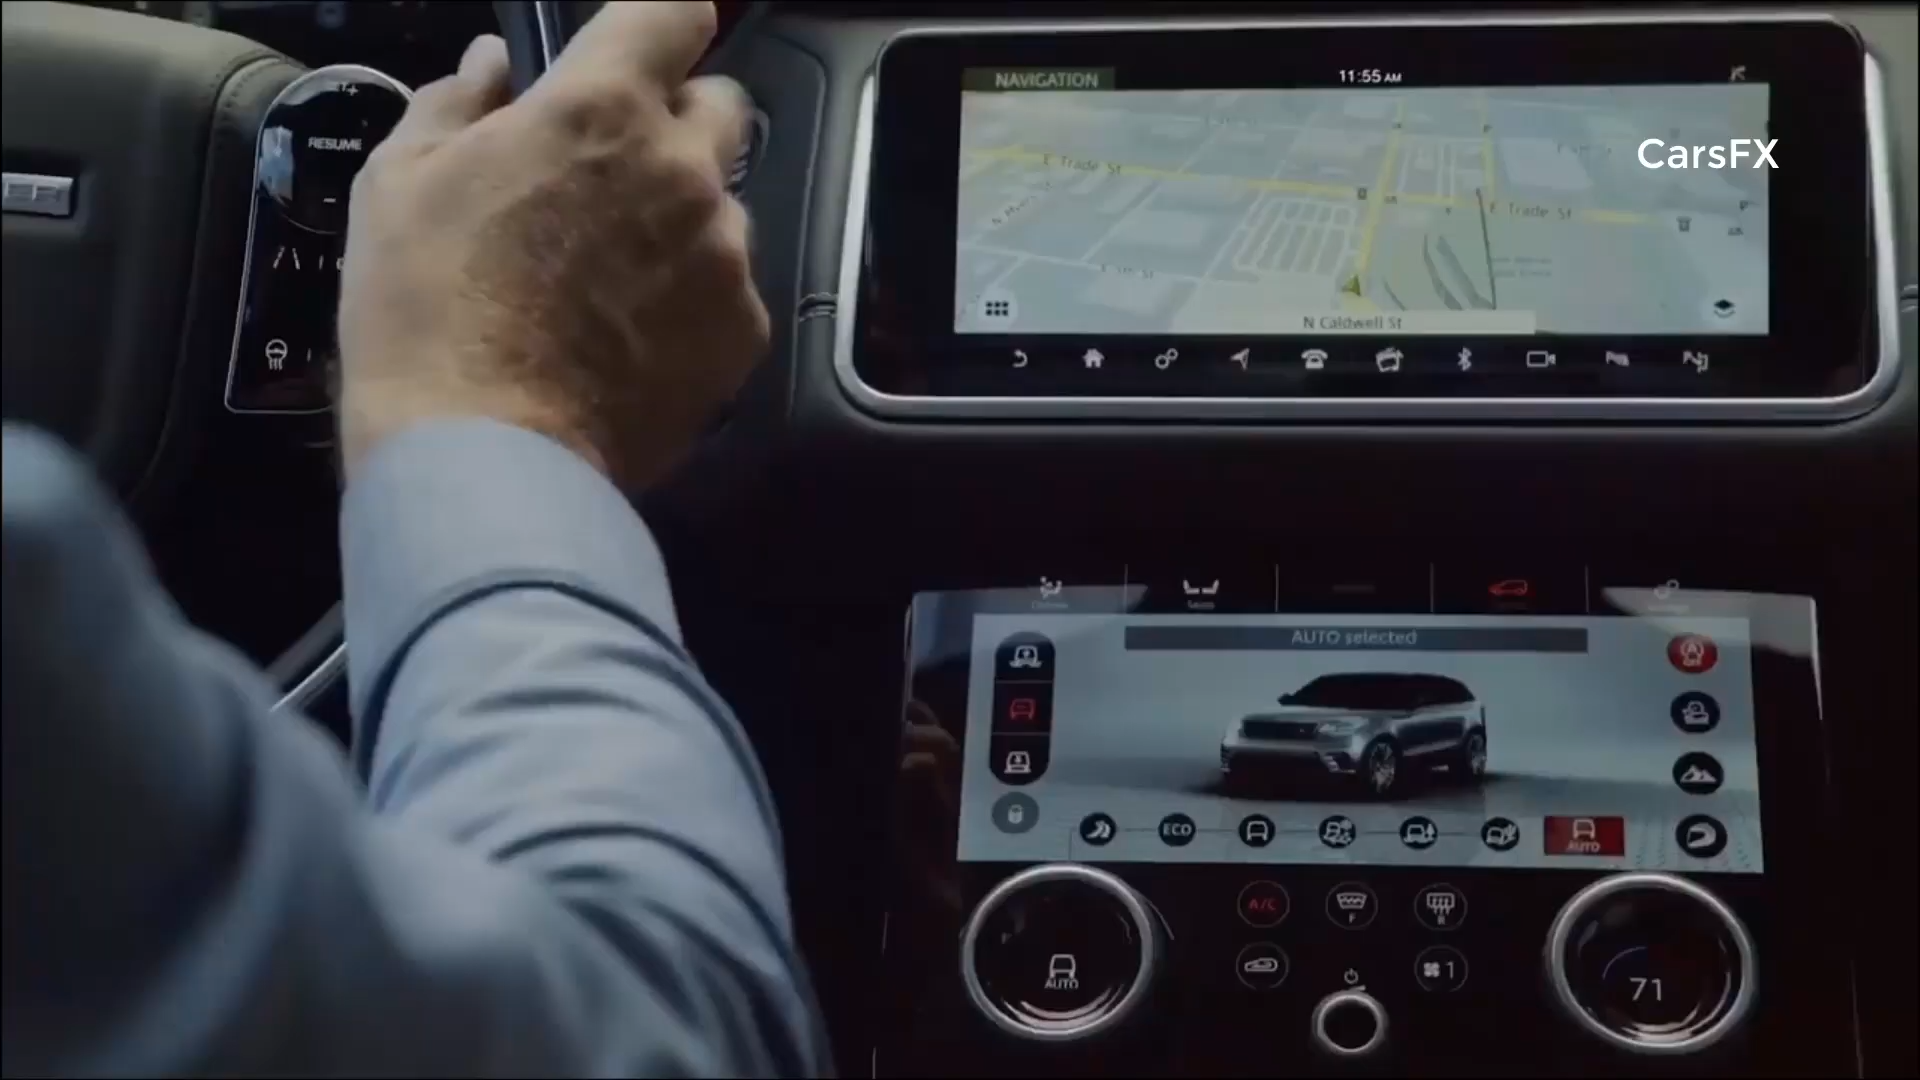 NAVIGATION
11:55 AM
CarsFX
RESUME
E Trade St
E Trade St
N Caldwell St
AUTO selected
ECO
AUTO
A/C
F
R
AUTO
1
71